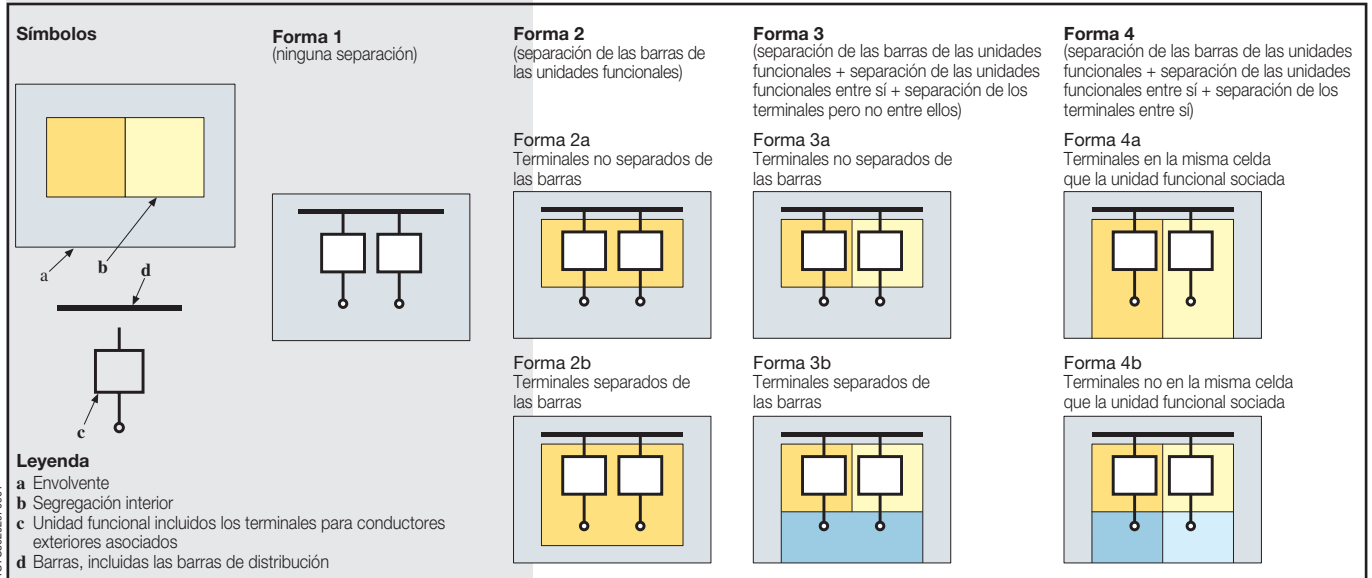 Símbolos
a
b
d
c
Leyenda
a Envolvente
b Segregación interior
c Unidad funcional incluidos los terminales para conductores
exteriores asociados
d Barras, incluidas las barras de distribución
Forma 1
(ninguna separación)
Forma 2
(separación de las barras de
las unidades funcionales)
Forma 2a
Terminales no separados de
las barras
Forma 2b
Terminales separados de
las barras
Forma 3
(separación de las barras de las unidades
funcionales + separación de las unidades
funcionales entre sí + separación de los
terminales pero no entre ellos)
Forma 3a
Terminales no separados de
las barras
Forma 3b
Terminales separados de
las barras
Forma 4
(separación de las barras de las unidades
funcionales + separación de las unidades
funcionales entre sí + separación de los
terminales entre sí)
Forma 4a
Terminales en la misma celda
que la unidad funcional sociada
Forma 4b
Terminales no en la misma celda
que la unidad funcional sociada